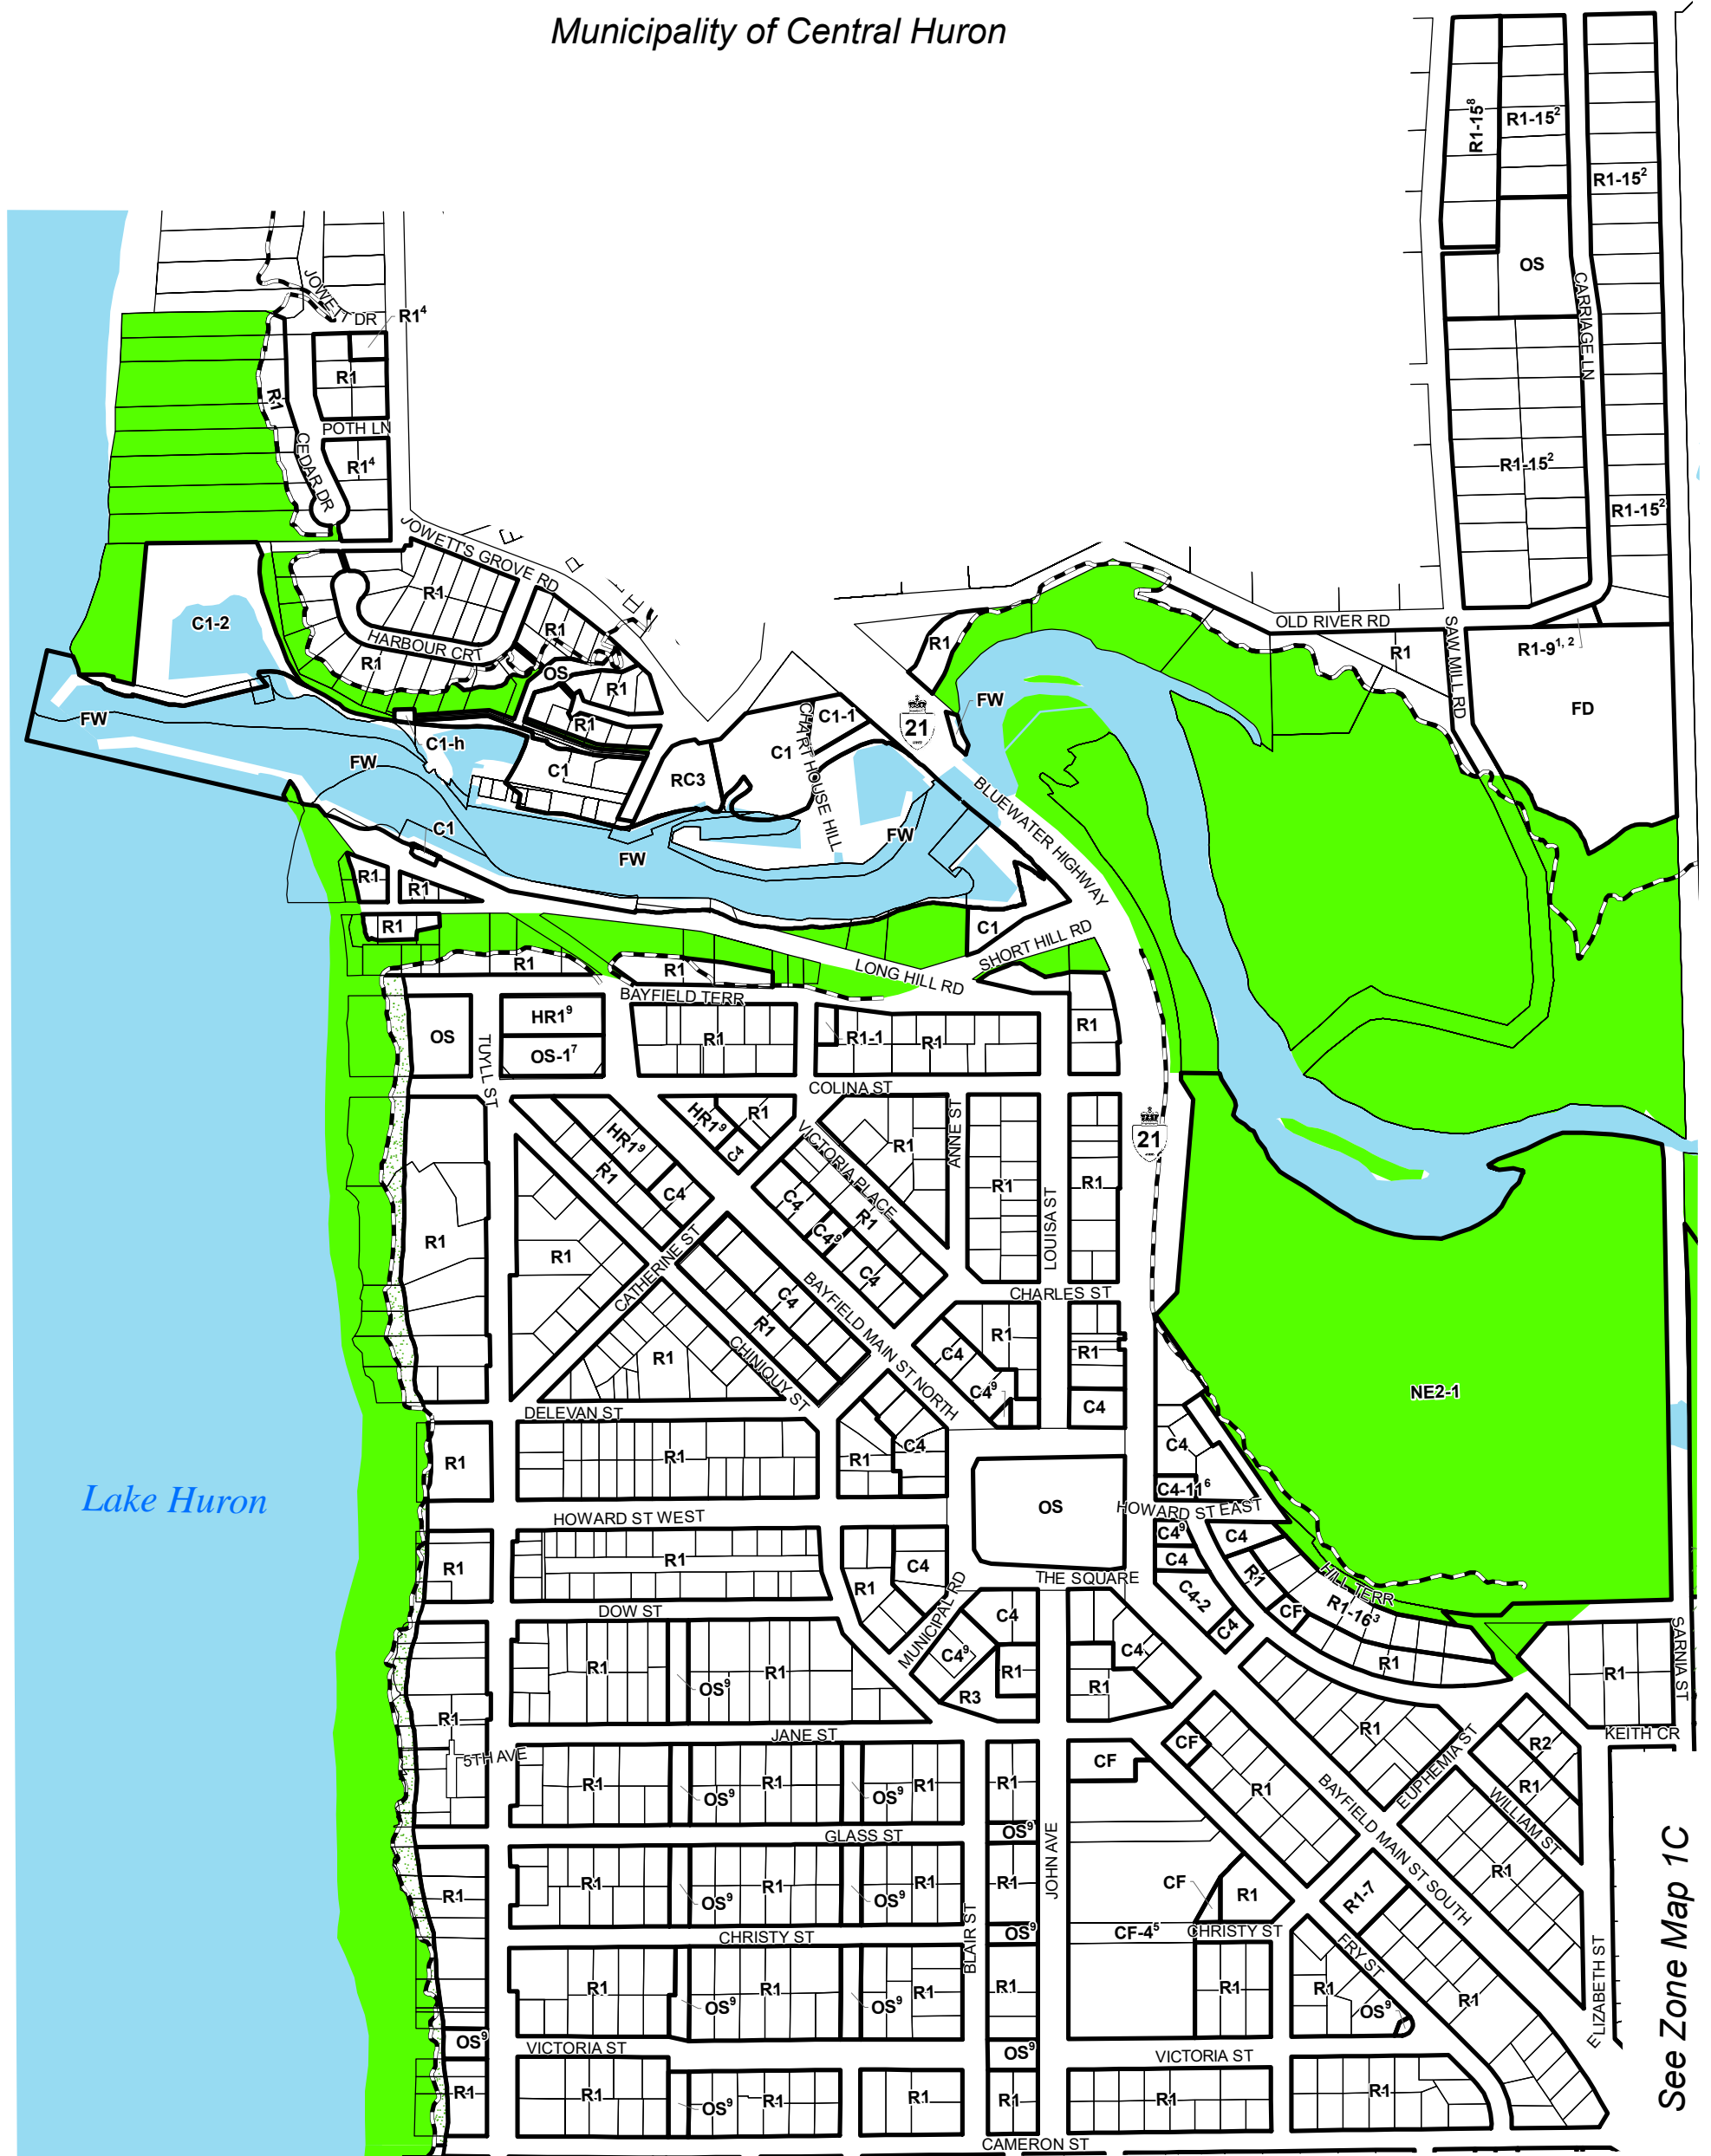 Municipality of Central Huron
R1-15⁸
R1-15²
R1-15²
OS
CARRIAGE LN
JOWETT DR
R1⁴
R1
R1
POTH LN
CEDAR DR
R1⁴
R1-15²
R1-15²
JOWETT'S GROVE RD
R1
C1-2
HARBOUR CRT
R1
R1
OS
R1
R1
R1
OLD RIVER RD
SAW MILL RD
R1
R1-9¹, ²
FD
FW
C1-h
FW
C1
RC3
C1
C1-1
CHART HOUSE HILL
21
FW
BLUEWATER HIGHWAY
C1
FW
FW
R1
R1
R1
C1
SHORT HILL RD
LONG HILL RD
R1
R1
BAYFIELD TERR
OS
TUYLL ST
HR1⁹
OS-1⁷
R1
R1-1
R1
R1
COLINA ST
HR1⁹
R1
HR1⁹
C4
R1
C4
VICTORIA PLACE
R1
ANNE ST
R1
LOUISA ST
R1
21
C4
C4⁹
R1
C4
R1
R1
CATHERINE ST
C4
R1
BAYFIELD MAIN ST NORTH
CHARLES ST
R1
CHINIQUY ST
C4
R1
C4⁹
R1
C4
NE2-1
DELEVAN ST
R1
R1
R1
C4
C4
C4-11⁶
Lake Huron
OS
HOWARD ST WEST
HOWARD ST EAST
R1
R1
R1
C4
C4⁹
C4
C4
THE SQUARE
R1
HILL TERR
C4-2
CF
R1-16³
C4
R1
DOW ST
MUNICIPAL RD
C4
C4⁹
R1
R3
C4
R1
R1
OS⁹
R1
R1
SARNIA ST
R1
JANE ST
5TH AVE
CF
CF
R1
EUPHEMIA ST
R2
R1
KEITH CR
R1
OS⁹
R1
OS⁹
R1
R1
R1
BAYFIELD MAIN ST SOUTH
WILLIAM ST
GLASS ST
OS⁹
JOHN AVE
R1
R1
OS⁹
R1
OS⁹
R1
R1
CF
R1
R1-7
R1
See Zone Map 1C
CHRISTY ST
BLAIR ST
OS⁹
CF-4⁵
CHRISTY ST
FRY ST
ELIZABETH ST
R1
OS⁹
R1
OS⁹
R1
R1
R1
R1
OS⁹
R1
OS⁹
VICTORIA ST
OS⁹
VICTORIA ST
R1
R1
OS⁹
R1
R1
R1
R1
R1
CAMERON ST